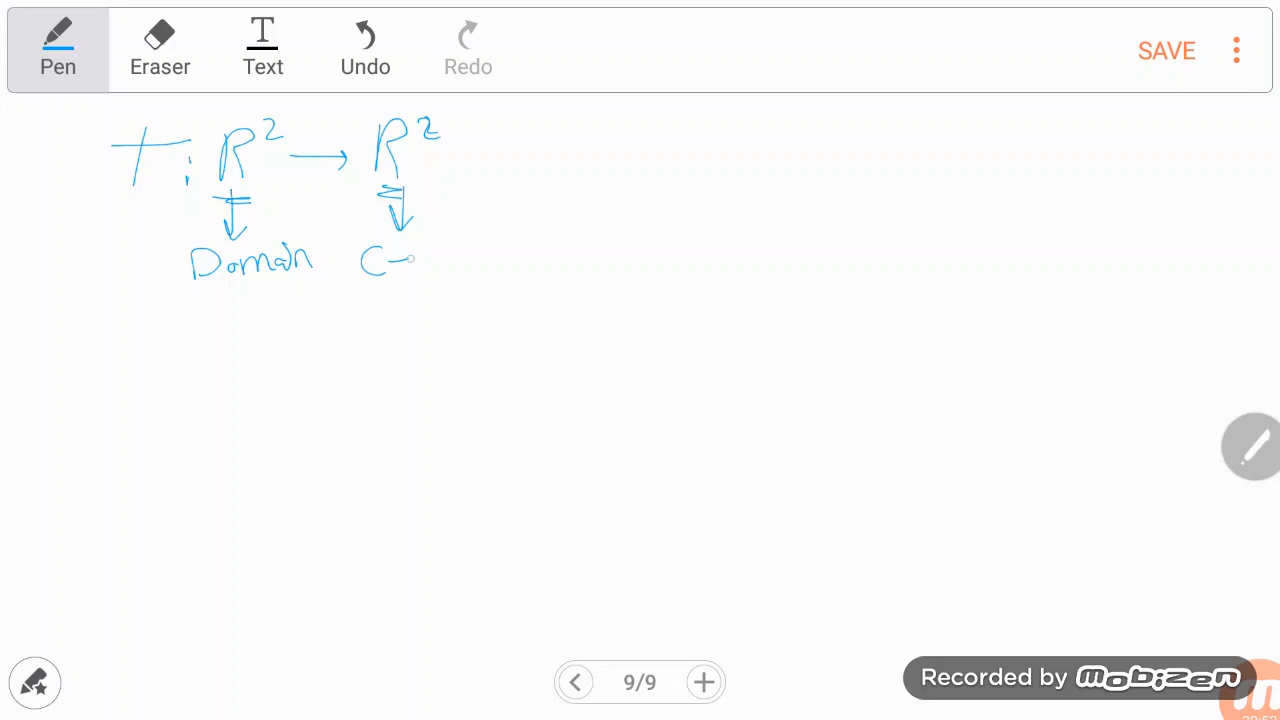 Pen Eraser Text Undo Redo SAVE
T: R² → R²
Domain C-
9/9
Recorded by mobizen